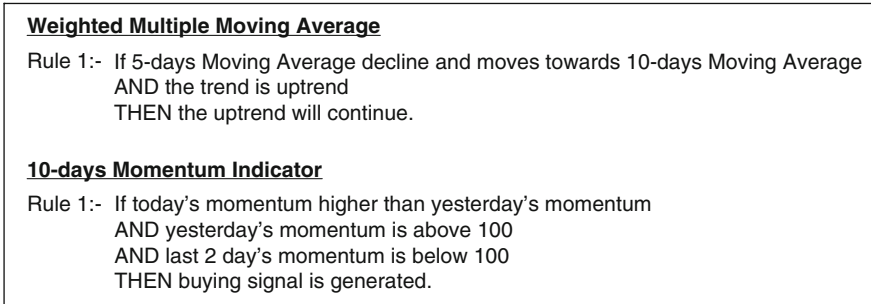 Weighted Multiple Moving Average
Rule 1:- If 5-days Moving Average decline and moves towards 10-days Moving Average
AND the trend is uptrend
THEN the uptrend will continue.
10-days Momentum Indicator
Rule 1:- If today's momentum higher than yesterday's momentum
AND yesterday's momentum is above 100
AND last 2 day's momentum is below 100
THEN buying signal is generated.